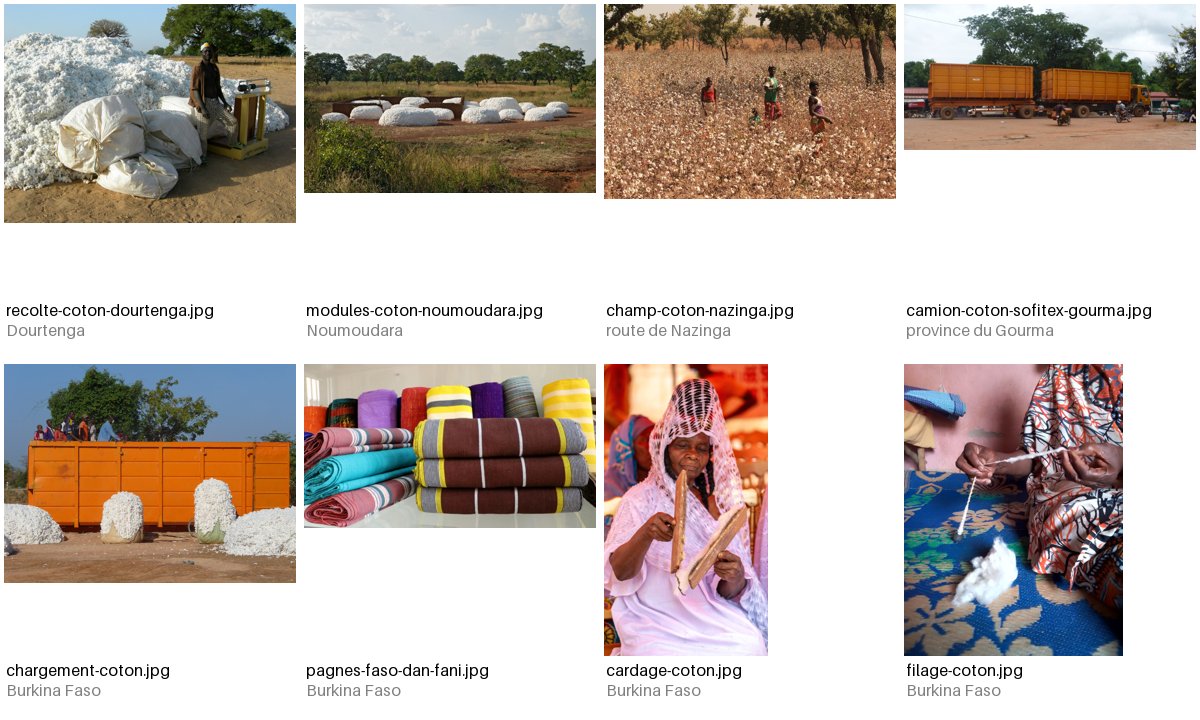 recolte-coton-dourtenga.jpg
Dourtenga
modules-coton-noumoudara.jpg
Noumoudara
champ-coton-nazinga.jpg
route de Nazinga
camion-coton-sofitex-gourma.jpg
province du Gourma
chargement-coton.jpg
Burkina Faso
pagnes-faso-dan-fani.jpg
Burkina Faso
cardage-coton.jpg
Burkina Faso
filage-coton.jpg
Burkina Faso